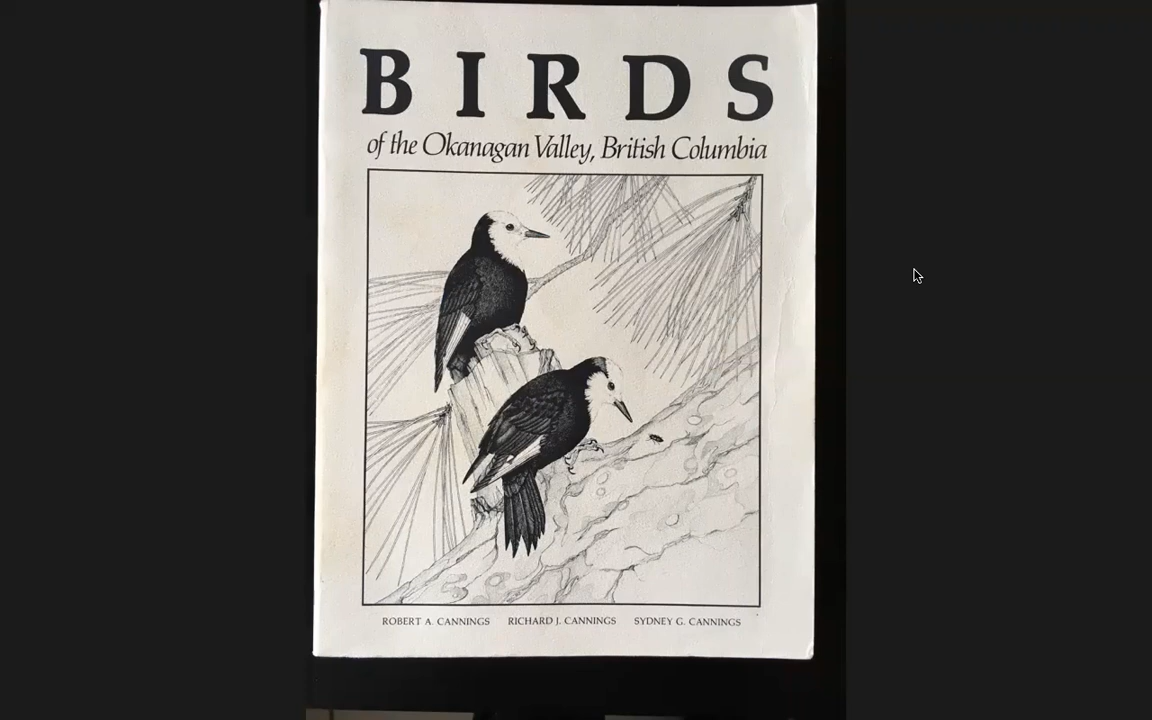 BIRDS
of the Okanagan Valley, British Columbia
ROBERT A. CANNINGS RICHARD J. CANNINGS SYDNEY G. CANNINGS